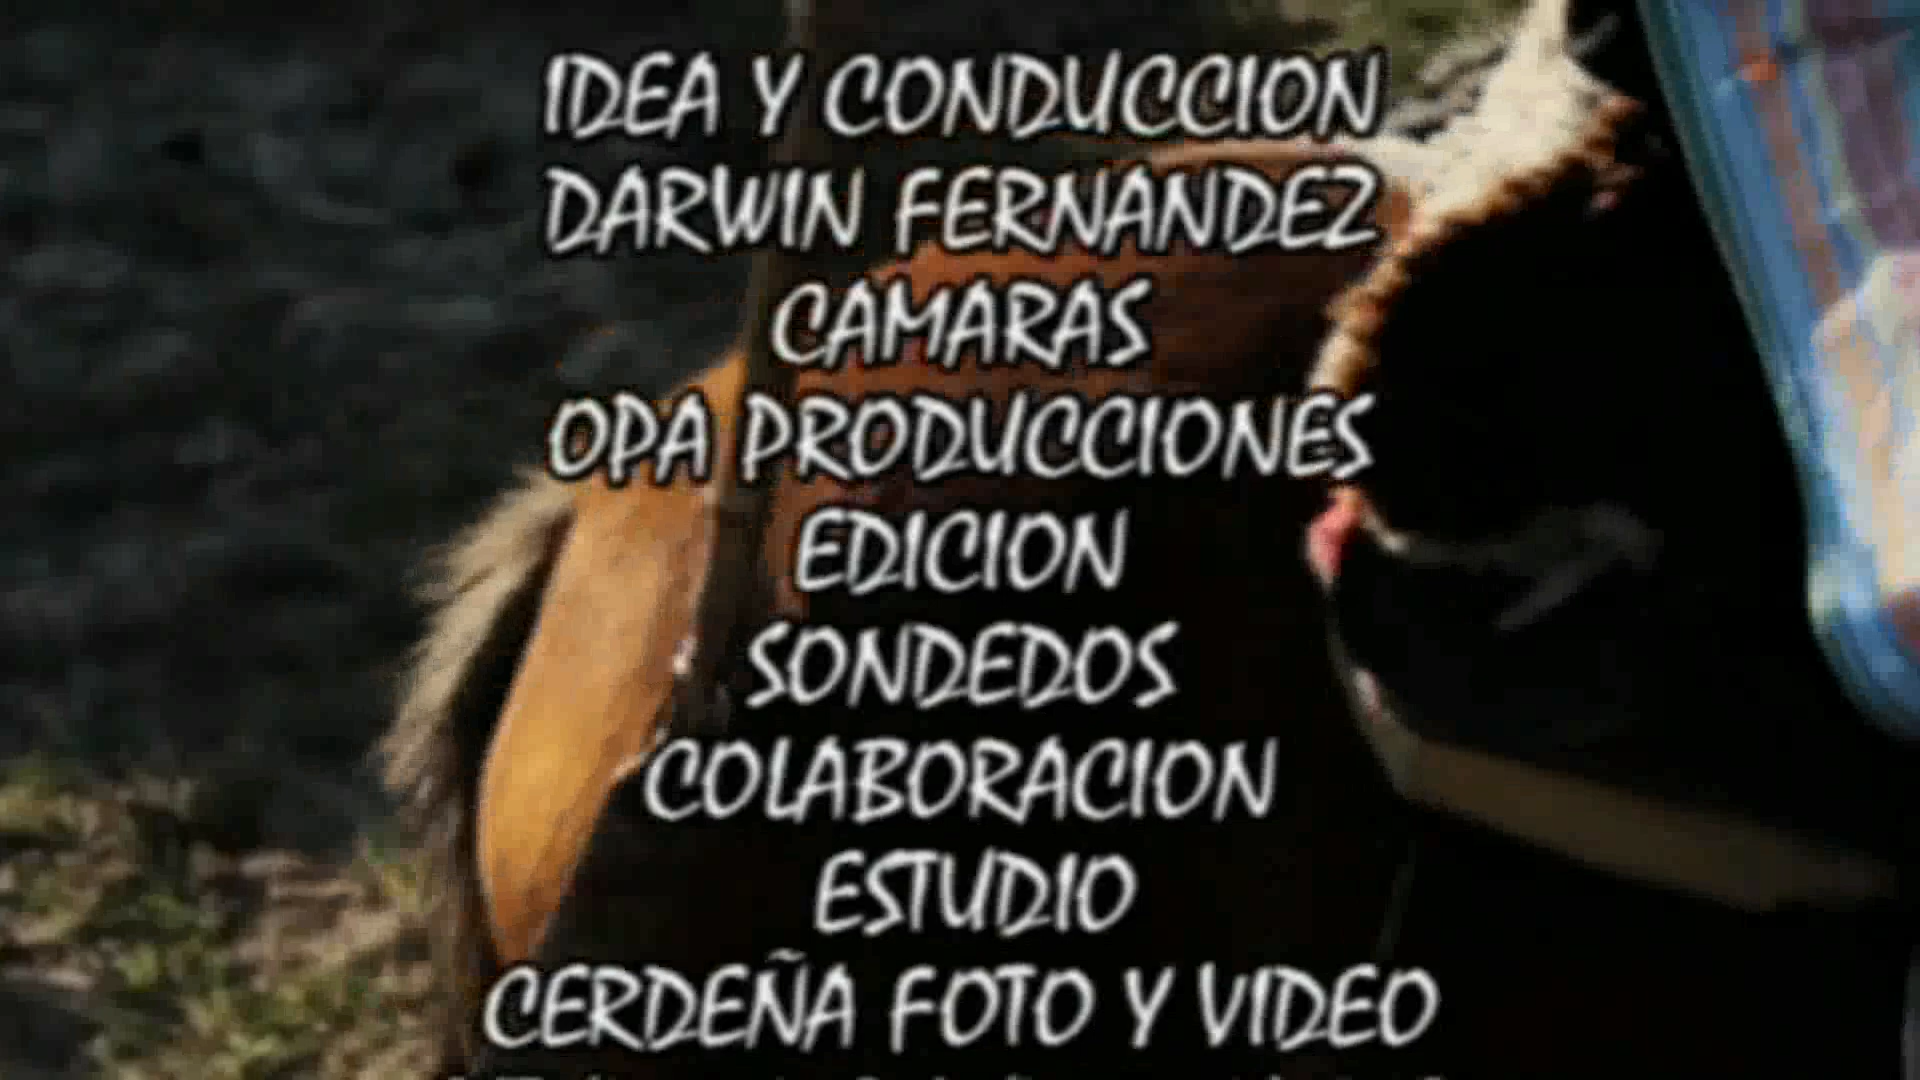 IDEA Y CONDUCCION
DARWIN FERNANDEZ
CAMARAS
OPA PRODUCCIONES
EDICION
SONDEDOS
COLABORACION
ESTUDIO
CERDEÑA FOTO Y VIDEO